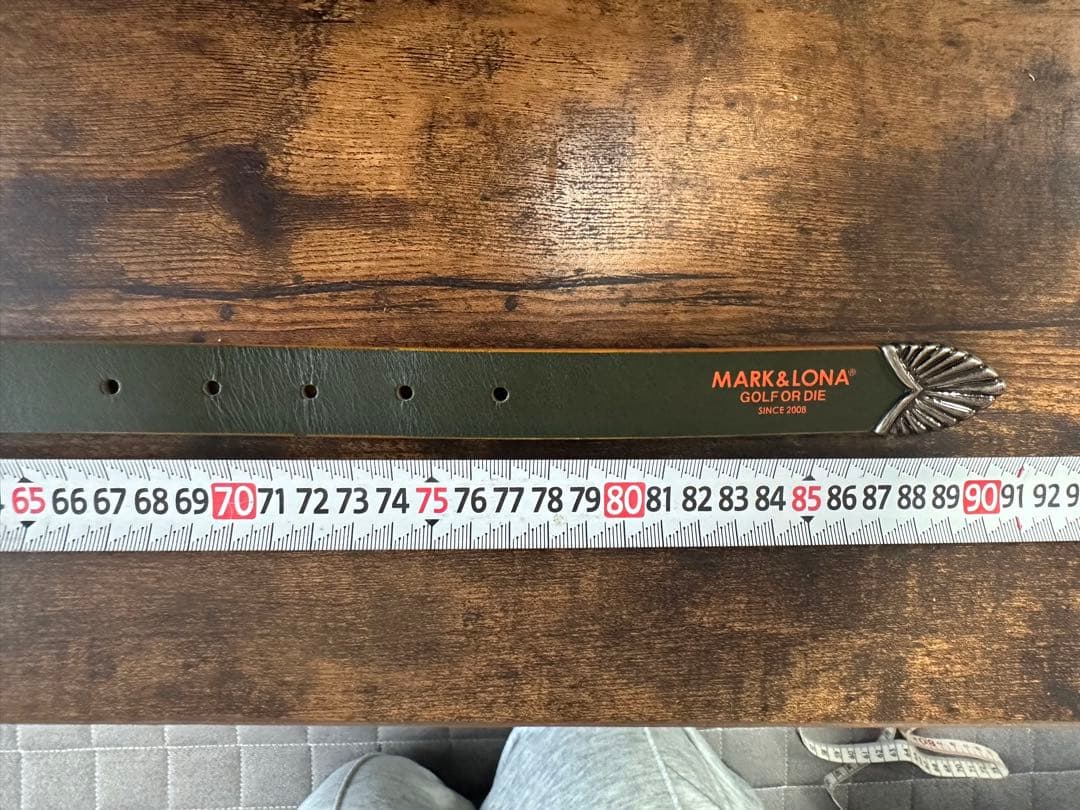 MARK&LONA®
GOLF OR DIE
SINCE 2008
65 66 67 68 69 70 71 72 73 74 75 76 77 78 79 80 81 82 83 84 85 86 87 88 89 90 91 92 9